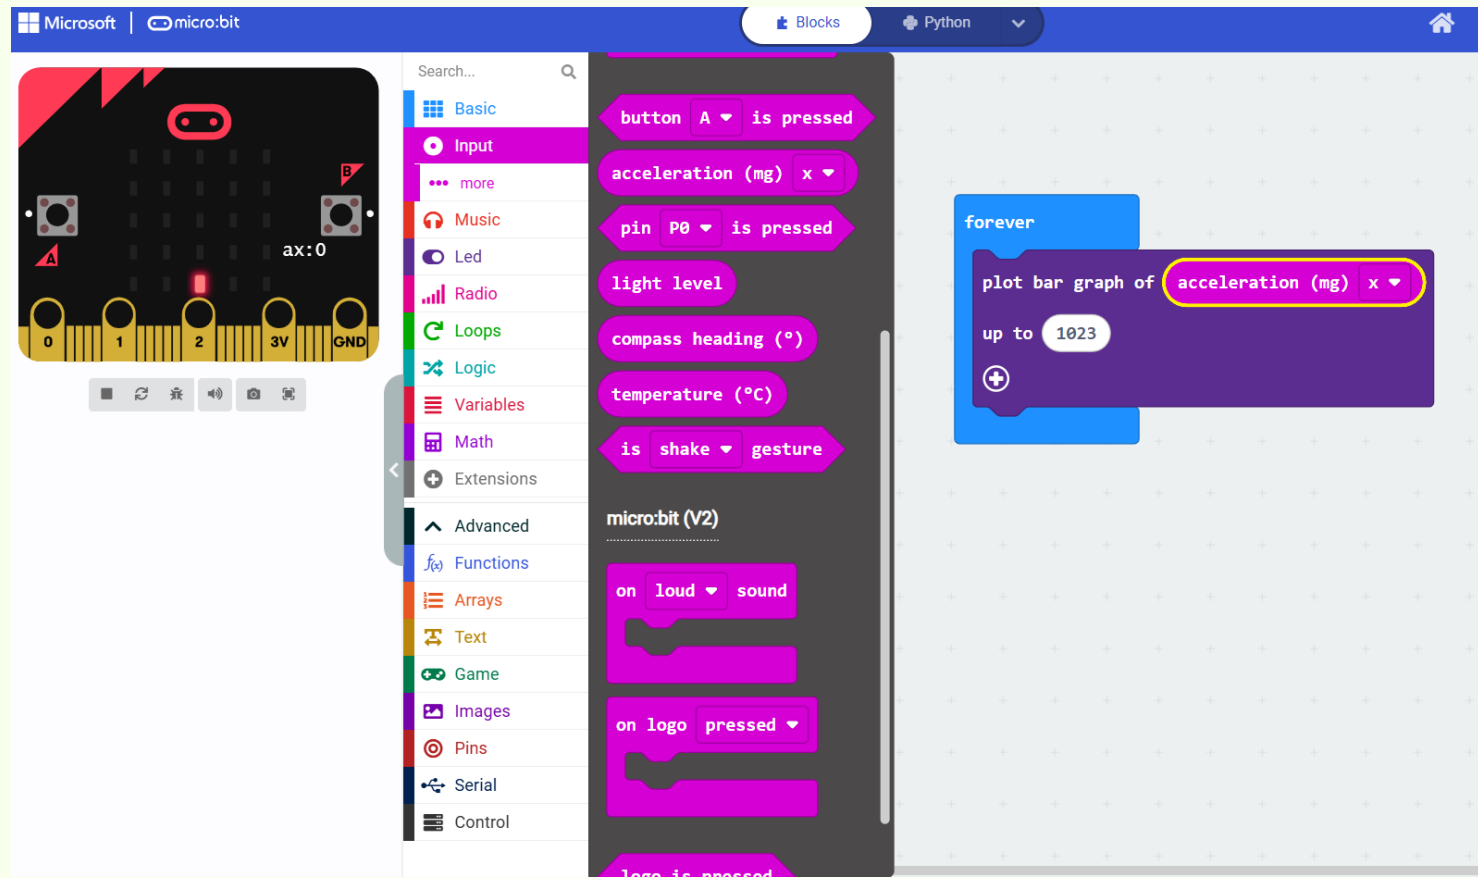 Microsoft micro:bit Blocks Python
Search...
Basic
Input
more
Music
Led
Radio
Loops
Logic
Variables
Math
Extensions
Advanced
Functions
Arrays
Text
Game
Images
Pins
Serial
Control
B
A
ax:0
0 1 2 3V GND
button A is pressed
acceleration (mg) x
pin P0 is pressed
light level
compass heading (°)
temperature (°C)
is shake gesture
micro:bit (V2)
on loud sound
on logo pressed
logo is pressed
forever
plot bar graph of acceleration (mg) x
up to 1023